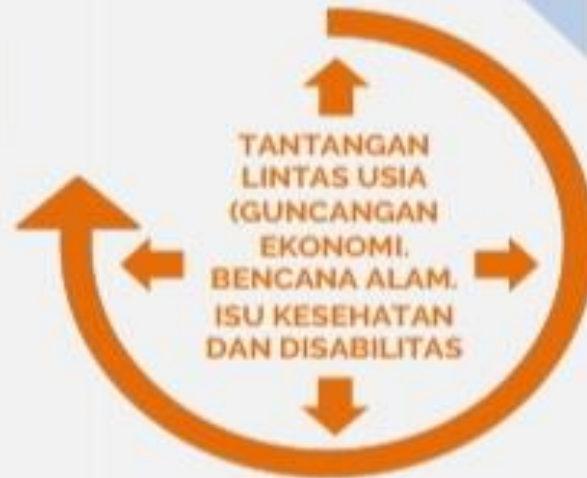 TANTANGAN
LINTAS USIA
(GUNCANGAN
EKONOMI.
BENCANA ALAM.
ISU KESEHATAN
DAN DISABILITAS